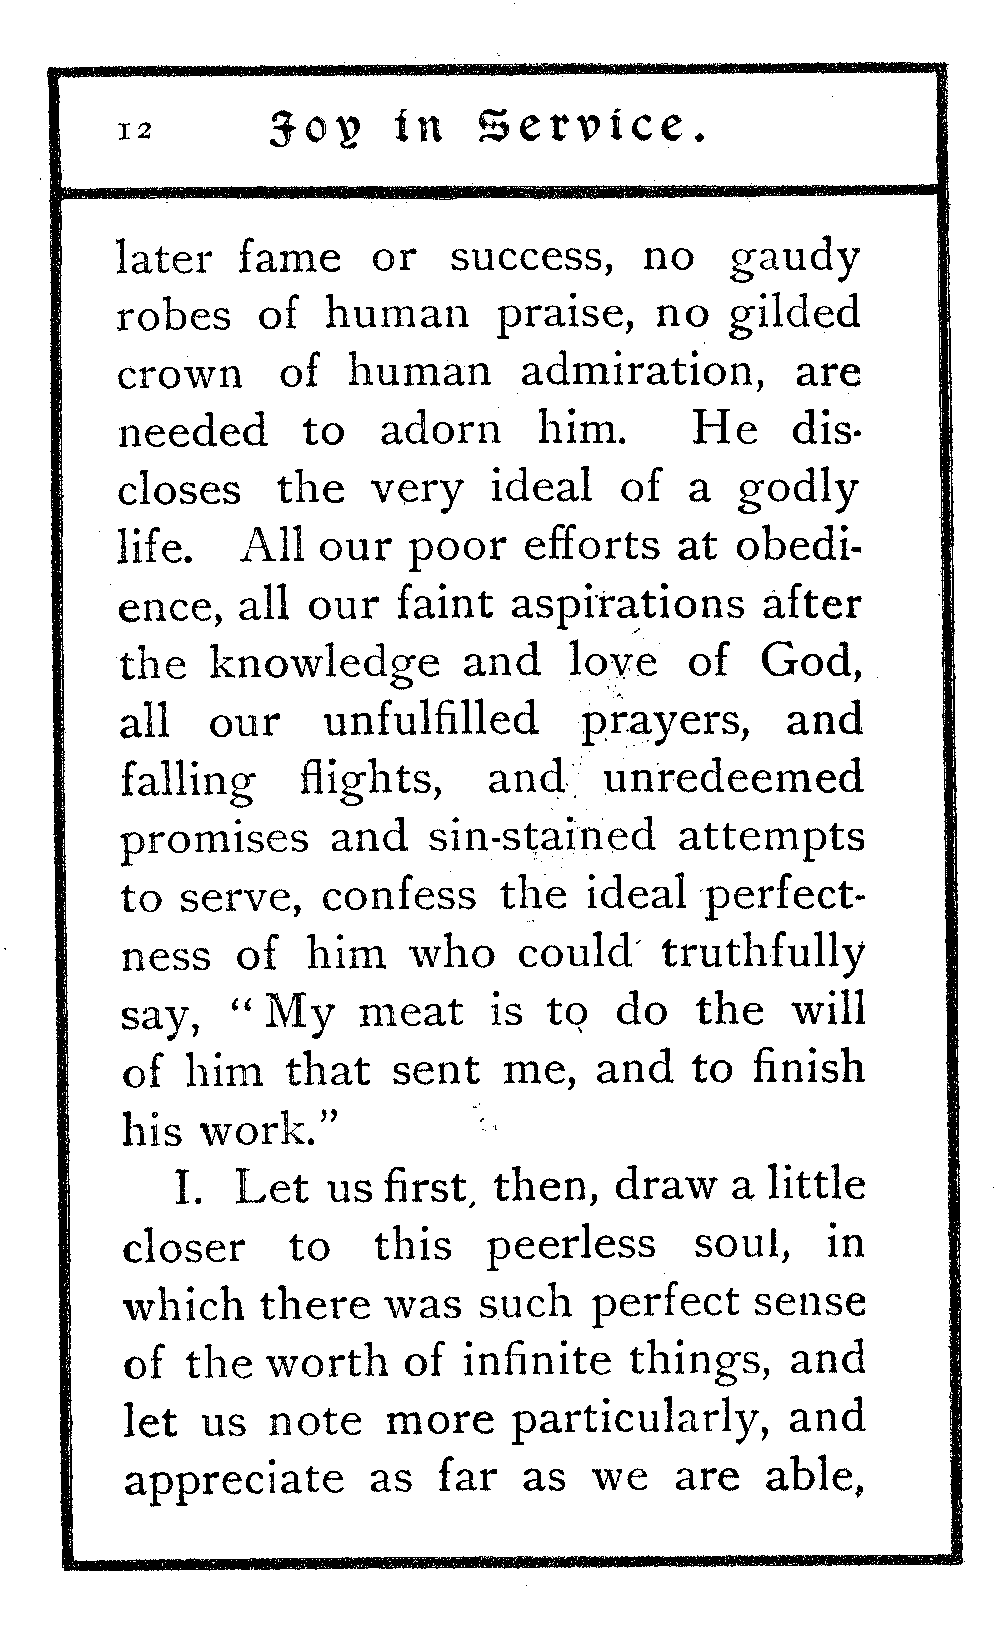 12 Joy in Service.
later fame or success, no gaudy
robes of human praise, no gilded
crown of human admiration, are
needed to adorn him. He dis-
closes the very ideal of a godly
life. All our poor efforts at obedi-
ence, all our faint aspirations after
the knowledge and love of God,
all our unfulfilled prayers, and
falling flights, and unredeemed
promises and sin-stained attempts
to serve, confess the ideal perfect-
ness of him who could truthfully
say, “My meat is to do the will
of him that sent me, and to finish
his work.”
I. Let us first, then, draw a little
closer to this peerless soul, in
which there was such perfect sense
of the worth of infinite things, and
let us note more particularly, and
appreciate as far as we are able,